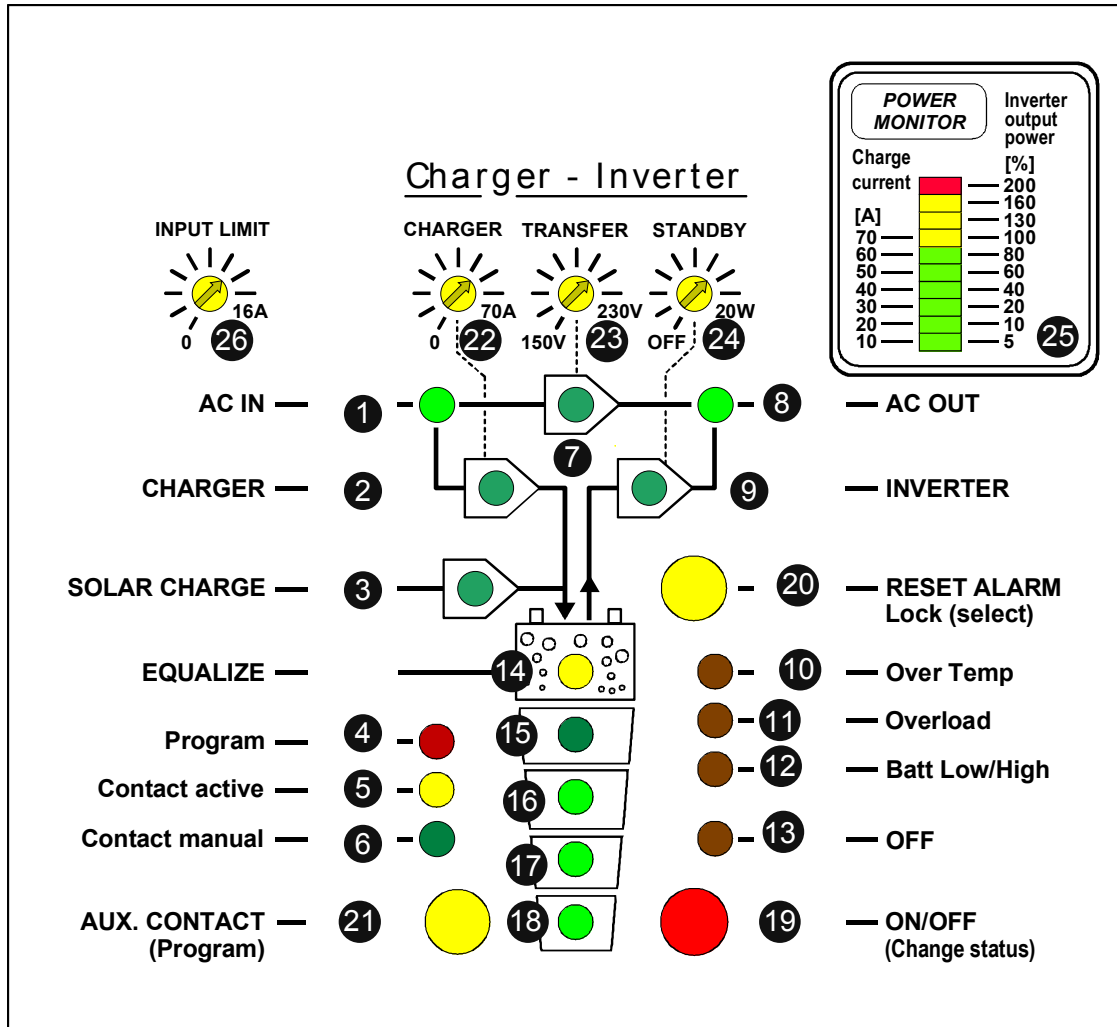 POWER MONITOR
Inverter output power
[%]
Charge current
[A]
200
160
130
70 100
60 80
50 60
40 40
30 20
20 10
10 5
25
Charger - Inverter
INPUT LIMIT
0 16A
26
CHARGER
0 70A
22
TRANSFER
150V 230V
23
STANDBY
OFF 20W
24
AC IN 1
8 AC OUT
7
CHARGER 2
9 INVERTER
SOLAR CHARGE 3
20 RESET ALARM
Lock (select)
EQUALIZE 14
10 Over Temp
Program 4
15
11 Overload
Contact active 5
16
12 Batt Low/High
Contact manual 6
17
13 OFF
AUX. CONTACT 21
(Program)
18
19 ON/OFF
(Change status)